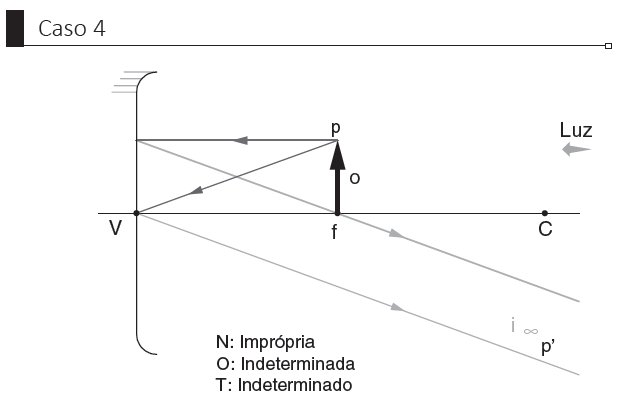 Caso 4
p
Luz
o
V
f
C
i ∞
p'
N: Imprópria
O: Indeterminada
T: Indeterminado